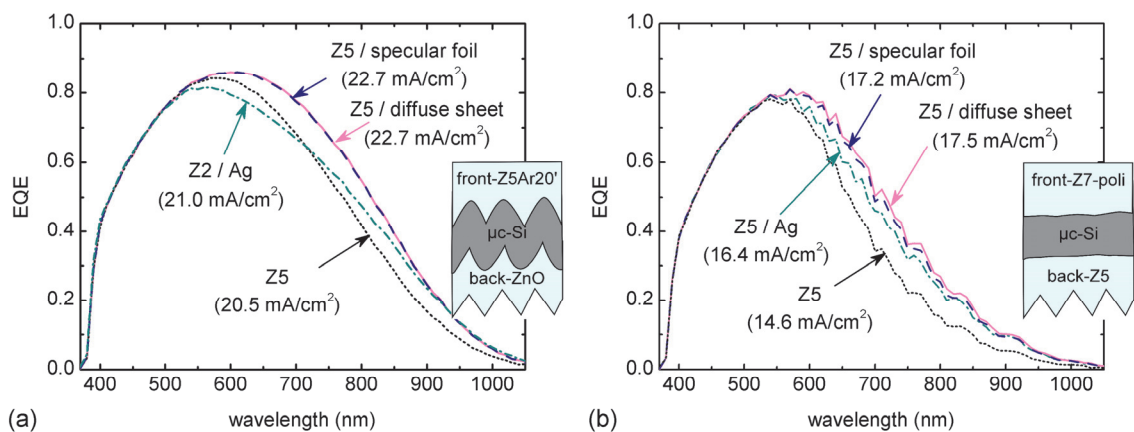 1.0
0.8
0.6
0.4
0.2
0.0
EQE
400 500 600 700 800 900 1000
wavelength (nm)
(a)
Z5 / specular foil
(22.7 mA/cm²)
Z5 / diffuse sheet
(22.7 mA/cm²)
Z2 / Ag
(21.0 mA/cm²)
Z5
(20.5 mA/cm²)
front-Z5Ar20'
µc-Si
back-ZnO
1.0
0.8
0.6
0.4
0.2
0.0
EQE
400 500 600 700 800 900 1000
wavelength (nm)
(b)
Z5 / specular foil
(17.2 mA/cm²)
Z5 / diffuse sheet
(17.5 mA/cm²)
Z5 / Ag
(16.4 mA/cm²)
Z5
(14.6 mA/cm²)
front-Z7-poli
µc-Si
back-Z5